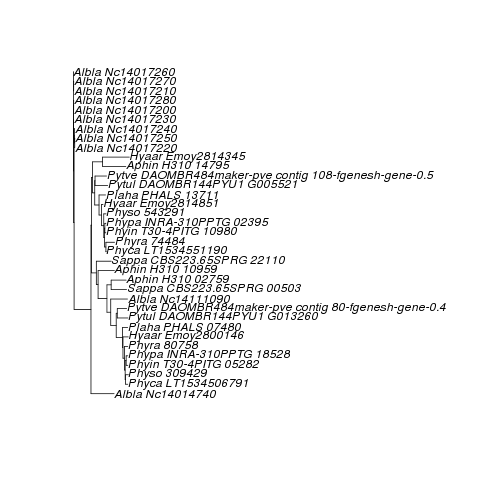 Albla Nc14017260
Albla Nc14017270
Albla Nc14017210
Albla Nc14017280
Albla Nc14017200
Albla Nc14017230
Albla Nc14017240
Albla Nc14017250
Albla Nc14017220
Hyaar Emoy2814345
Aphin H310 14795
Pytve DAOMBR484maker-pve contig 108-fgenesh-gene-0.5
Pytul DAOMBR144PYU1 G005521
Plaha PHALS 13711
Hyaar Emoy2814851
Physo 543291
Phypa INRA-310PPTG 02395
Phyin T30-4PITG 10980
Phyra 74484
Phyca LT1534551190
Sappa CBS223.65SPRG 22110
Aphin H310 10959
Aphin H310 02759
Sappa CBS223.65SPRG 00503
Albla Nc14111090
Pytve DAOMBR484maker-pve contig 80-fgenesh-gene-0.4
Pytul DAOMBR144PYU1 G013260
Plaha PHALS 07480
Hyaar Emoy2800146
Phyra 80758
Phypa INRA-310PPTG 18528
Phyin T30-4PITG 05282
Physo 309429
Phyca LT1534506791
Albla Nc14014740